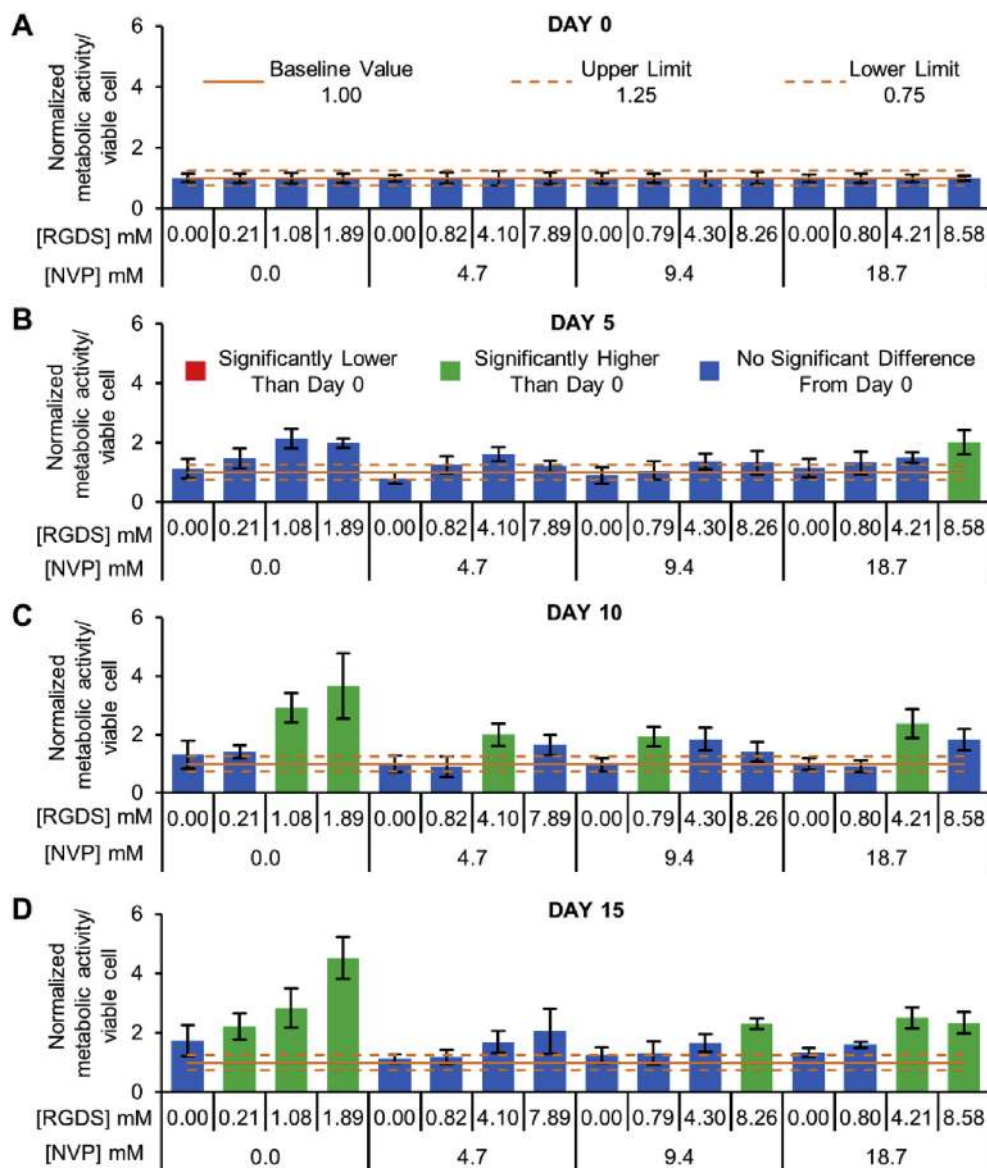 A
DAY 0
Normalized
metabolic activity/
viable cell
6
4
2
0
Baseline Value
1.00
Upper Limit
1.25
Lower Limit
0.75
[RGDS] mM 0.00 0.21 1.08 1.89 0.00 0.82 4.10 7.89 0.00 0.79 4.30 8.26 0.00 0.80 4.21 8.58
[NVP] mM 0.0 4.7 9.4 18.7
B
DAY 5
Normalized
metabolic activity/
viable cell
6
4
2
0
Significantly Lower
Than Day 0
Significantly Higher
Than Day 0
No Significant Difference
From Day 0
[RGDS] mM 0.00 0.21 1.08 1.89 0.00 0.82 4.10 7.89 0.00 0.79 4.30 8.26 0.00 0.80 4.21 8.58
[NVP] mM 0.0 4.7 9.4 18.7
C
DAY 10
Normalized
metabolic activity/
viable cell
6
4
2
0
[RGDS] mM 0.00 0.21 1.08 1.89 0.00 0.82 4.10 7.89 0.00 0.79 4.30 8.26 0.00 0.80 4.21 8.58
[NVP] mM 0.0 4.7 9.4 18.7
D
DAY 15
Normalized
metabolic activity/
viable cell
6
4
2
0
[RGDS] mM 0.00 0.21 1.08 1.89 0.00 0.82 4.10 7.89 0.00 0.79 4.30 8.26 0.00 0.80 4.21 8.58
[NVP] mM 0.0 4.7 9.4 18.7